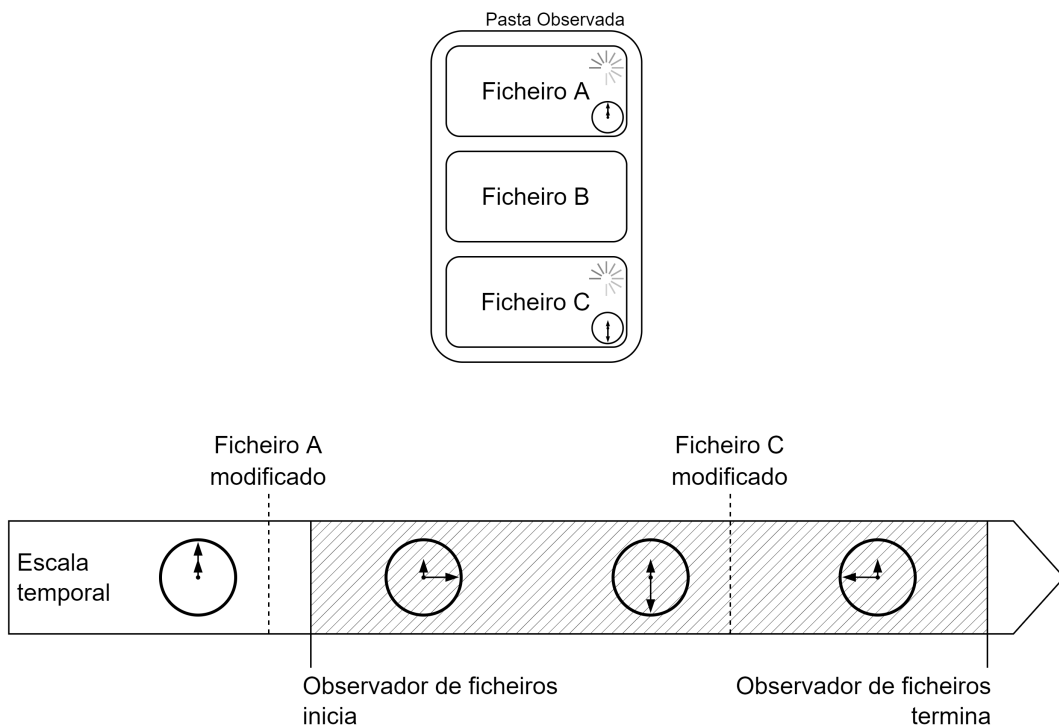 Pasta Observada
Ficheiro A
Ficheiro B
Ficheiro C
Ficheiro A
modificado
Ficheiro C
modificado
Escala
temporal
Observador de ficheiros
inicia
Observador de ficheiros
termina